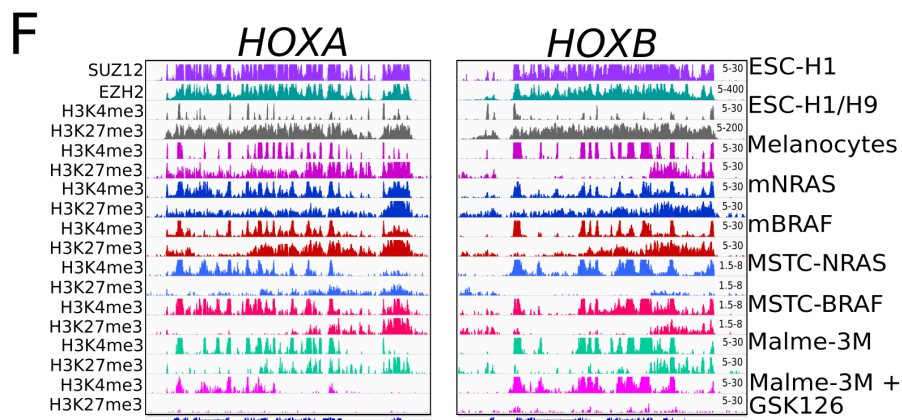 F
HOXA HOXB
SUZ12 5-30 ESC-H1
EZH2 5-400
H3K4me3 5-30 ESC-H1/H9
H3K27me3 5-200
H3K4me3 5-30 Melanocytes
H3K27me3 5-30
H3K4me3 5-30 mNRAS
H3K27me3 5-30
H3K4me3 5-30 mBRAF
H3K27me3 5-30
H3K4me3 1.5-8 MSTC-NRAS
H3K27me3 1.5-8
H3K4me3 1.5-8 MSTC-BRAF
H3K27me3 1.5-8
H3K4me3 5-30 Malme-3M
H3K27me3 5-30
H3K4me3 5-30 Malme-3M +
H3K27me3 5-30 GSK126